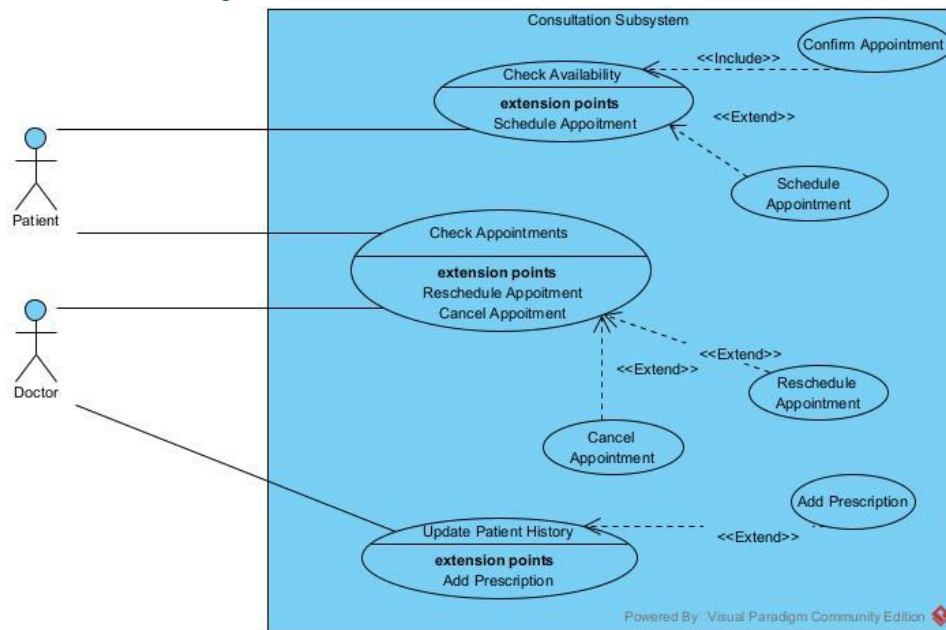 Consultation Subsystem
Confirm Appointment
<<Include>>
Check Availability
extension points
Schedule Appoitment
<<Extend>>
Schedule
Appointment
Patient
Check Appointments
extension points
Reschedule Appoitment
Cancel Appoitment
<<Extend>>
<<Extend>>
Reschedule
Appointment
Doctor
Cancel
Appointment
Add Prescription
<<Extend>>
Update Patient History
extension points
Add Prescription
Powered By Visual Paradigm Community Edition